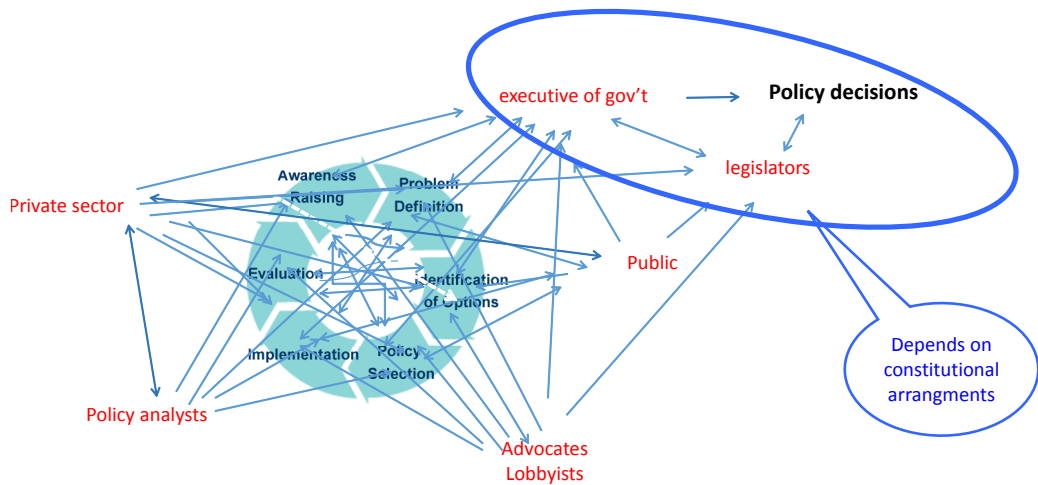 executive of gov't
Policy decisions
legislators
Awareness
Raising
Problem
Definition
Private sector
Public
Evaluation
Identification
of Options
Implementation
Policy
Selection
Depends on
constitutional
arrangments
Policy analysts
Advocates
Lobbyists